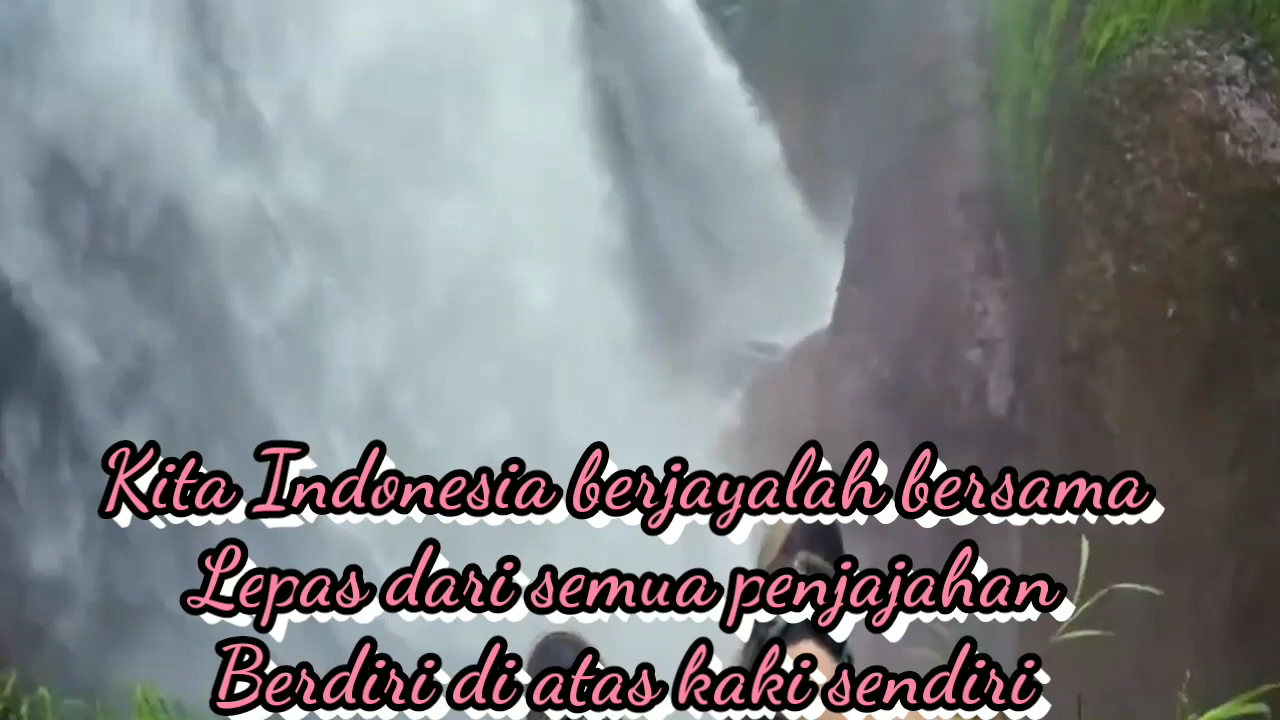 Kita Indonesia berjayalah bersama
Lepas dari semua penjajahan
Berdiri di atas kaki sendiri